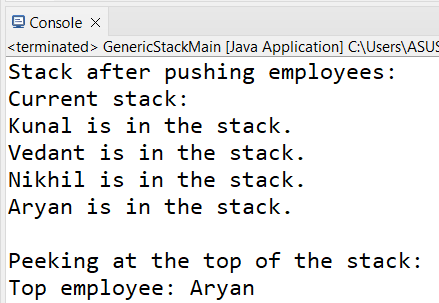 Console ×
<terminated> GenericStackMain [Java Application] C:\Users\ASUS
Stack after pushing employees:
Current stack:
Kunal is in the stack.
Vedant is in the stack.
Nikhil is in the stack.
Aryan is in the stack.
Peeking at the top of the stack:
Top employee: Aryan